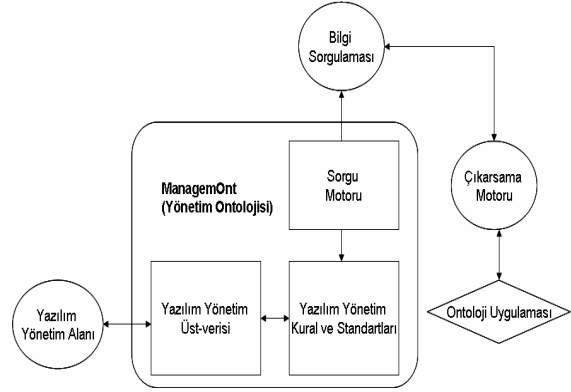 Bilgi
Sorgulaması
ManagemOnt
(Yönetim Ontolojisi)
Sorgu
Motoru
Çıkarsama
Motoru
Yazılım
Yönetim Alanı
Yazılım Yönetim
Üst-verisi
Yazılım Yönetim
Kural ve Standartları
Ontoloji Uygulaması